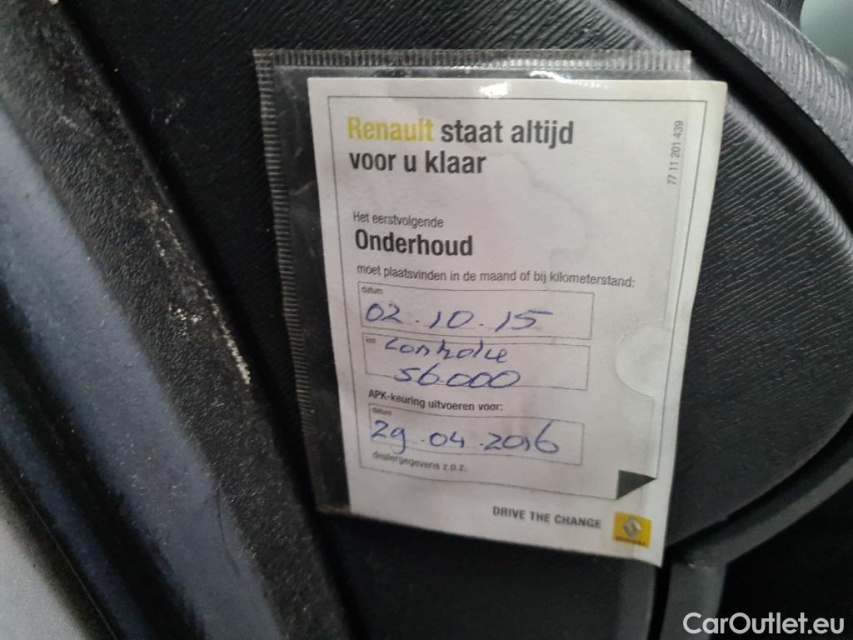 Renault staat altijd
voor u klaar
77 11 201 439
Het eerstvolgende
Onderhoud
moet plaatsvinden in de maand of bij kilometerstand:
datum
02.10.15
km
Controle
56.000
APK-keuring uitvoeren voor:
datum
29.04.2016
dealergegevens z.o.z.
DRIVE THE CHANGE
RENAULT
CarOutlet.eu